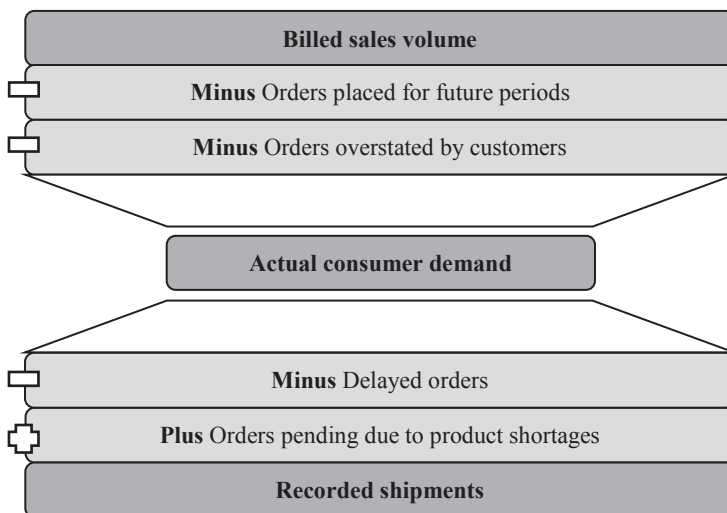 Billed sales volume
Minus Orders placed for future periods
Minus Orders overstated by customers
Actual consumer demand
Minus Delayed orders
Plus Orders pending due to product shortages
Recorded shipments